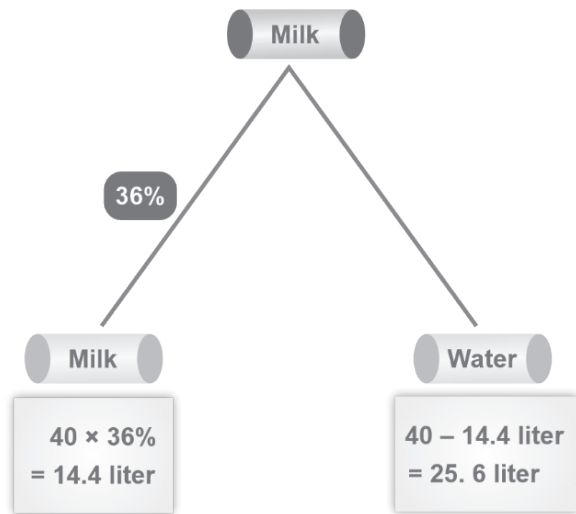 Milk
36%
Milk
Water
40 × 36%
= 14.4 liter
40 – 14.4 liter
= 25. 6 liter